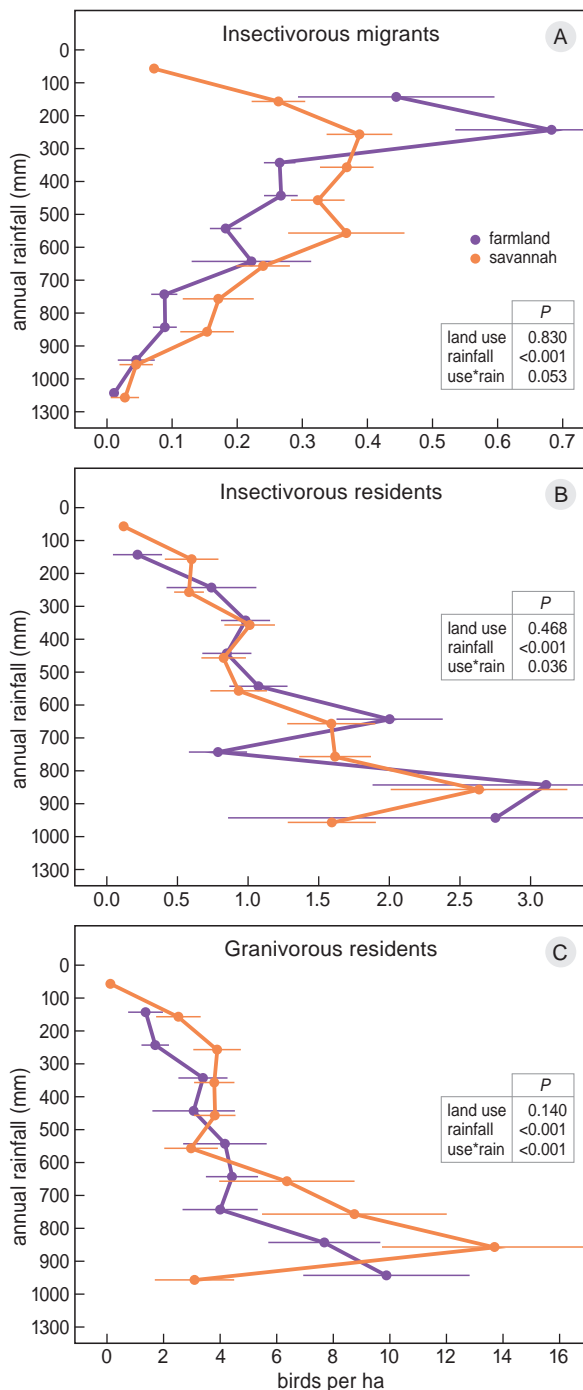 Insectivorous migrants
A
0
100
200
300
400
500
600
700
800
900
1000
1300
annual rainfall (mm)
farmland
savannah
P
land use 0.830
rainfall <0.001
use*rain 0.053
0.0 0.1 0.2 0.3 0.4 0.5 0.6 0.7
Insectivorous residents
B
0
100
200
300
400
500
600
700
800
900
1000
1300
annual rainfall (mm)
P
land use 0.468
rainfall <0.001
use*rain 0.036
0.0 0.5 1.0 1.5 2.0 2.5 3.0
Granivorous residents
C
0
100
200
300
400
500
600
700
800
900
1000
1300
annual rainfall (mm)
P
land use 0.140
rainfall <0.001
use*rain <0.001
0 2 4 6 8 10 12 14 16
birds per ha